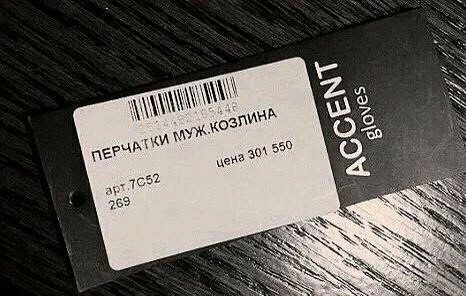 ПЕРЧАТКИ МУЖ.КОЗЛИНА
арт.7С52
цена 301 550
269
ACCENT
gloves